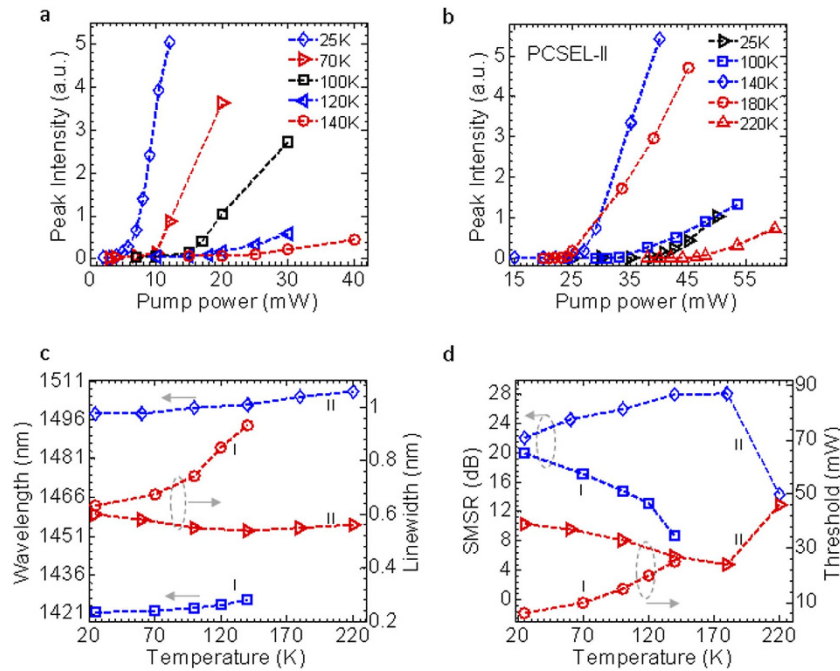 a
Peak Intensity (a.u.)
5
4
3
2
1
0
25K
70K
100K
120K
140K
0
10
20
30
40
Pump power (mW)
b
PCSEL-II
Peak Intensity (a.u.)
5
4
3
2
1
0
25K
100K
140K
180K
220K
15
25
35
45
55
Pump power (mW)
c
Wavelength (nm)
1511
1496
1481
1466
1451
1436
1421
II
I
II
I
1
0.8
0.6
0.4
0.2
Linewidth (nm)
20
70
120
170
220
Temperature (K)
d
SMSR (dB)
28
24
20
16
12
8
4
0
II
I
II
I
90
70
50
30
10
Threshold (mW)
20
70
120
170
220
Temperature (K)